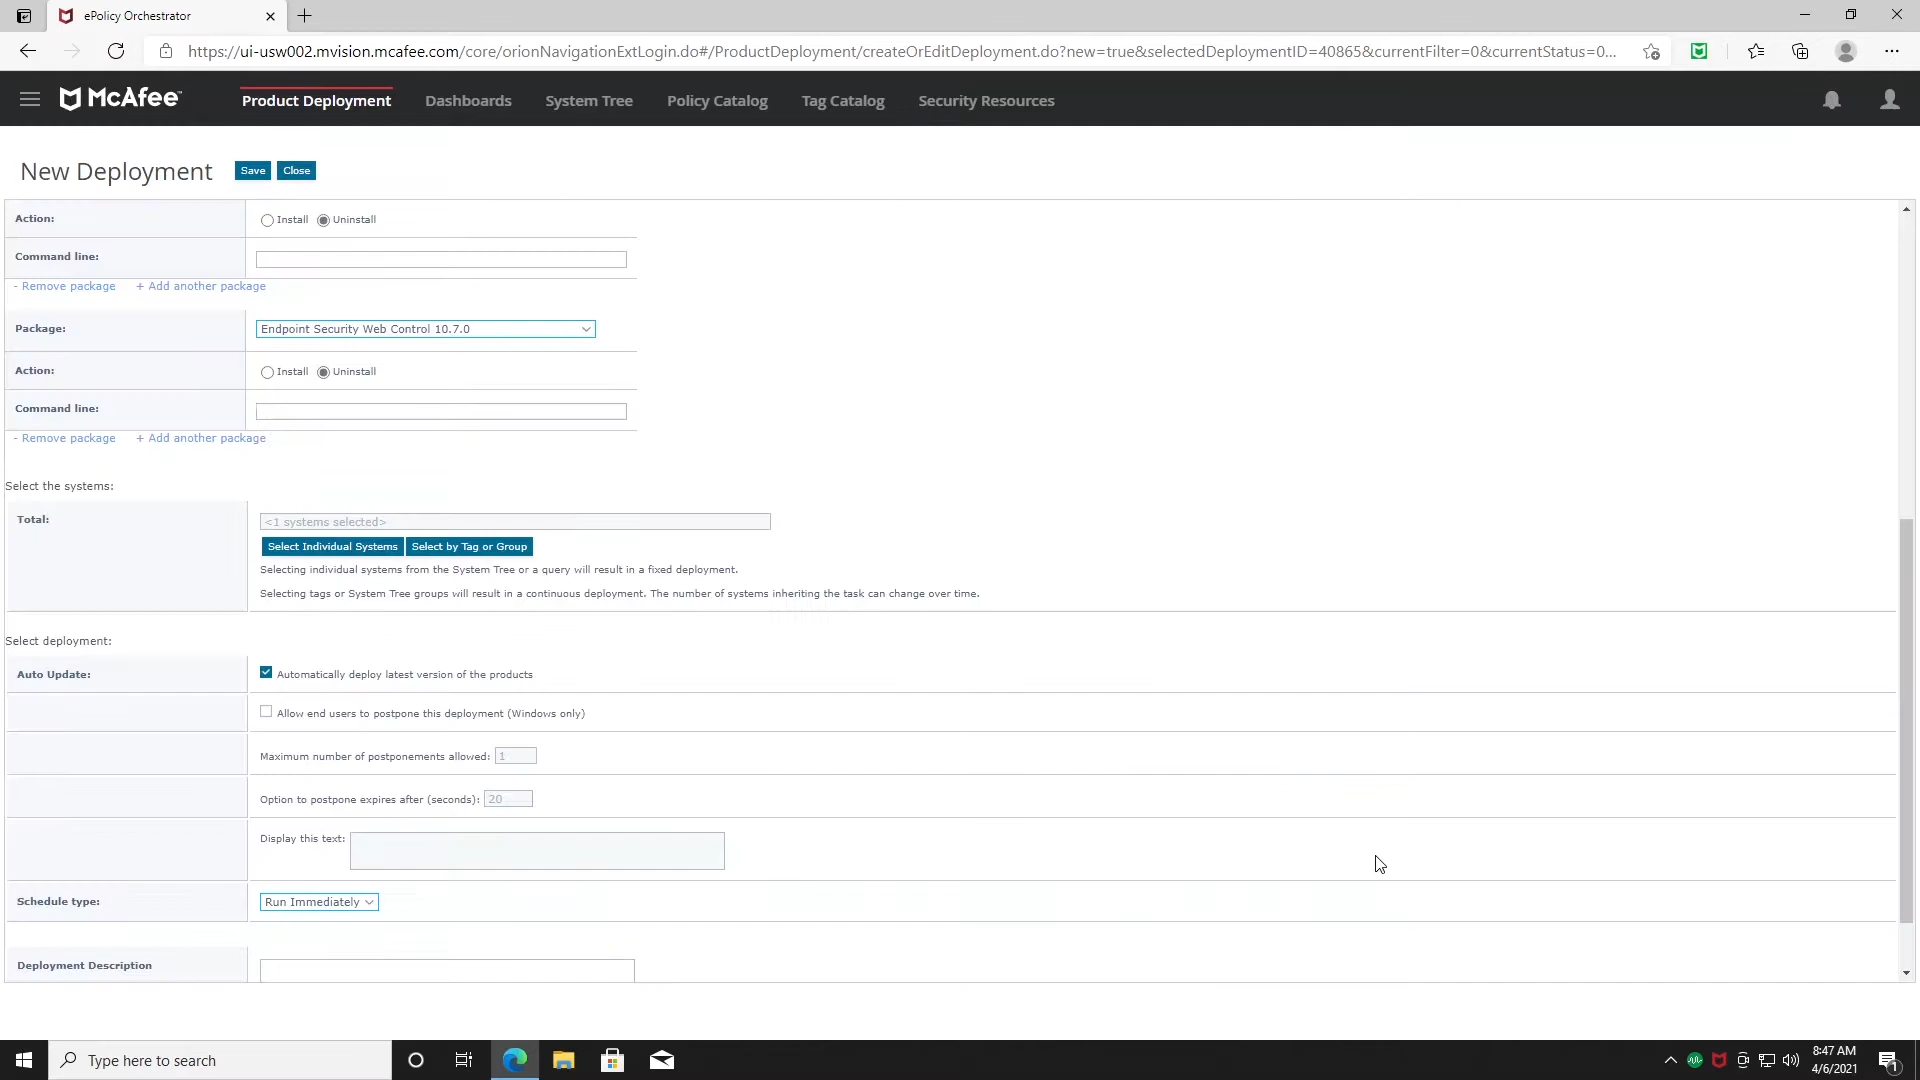 ePolicy Orchestrator
https://ui-usw002.mvision.mcafee.com/core/orionNavigationExtLogin.do#/ProductDeployment/createOrEditDeployment.do?new=true&selectedDeploymentID=40865&currentFilter=0&currentStatus=0...
McAfee™ Product Deployment Dashboards System Tree Policy Catalog Tag Catalog Security Resources
New Deployment Save Close
Action: Install Uninstall
Command line:
- Remove package + Add another package
Package: Endpoint Security Web Control 10.7.0
Action: Install Uninstall
Command line:
- Remove package + Add another package
Select the systems:
Total: <1 systems selected>
Select Individual Systems Select by Tag or Group
Selecting individual systems from the System Tree or a query will result in a fixed deployment.
Selecting tags or System Tree groups will result in a continuous deployment. The number of systems inheriting the task can change over time.
Select deployment:
Auto Update: Automatically deploy latest version of the products
Allow end users to postpone this deployment (Windows only)
Maximum number of postponements allowed: 1
Option to postpone expires after (seconds): 20
Display this text:
Schedule type: Run Immediately
Deployment Description
Type here to search
8:47 AM
4/6/2021
1